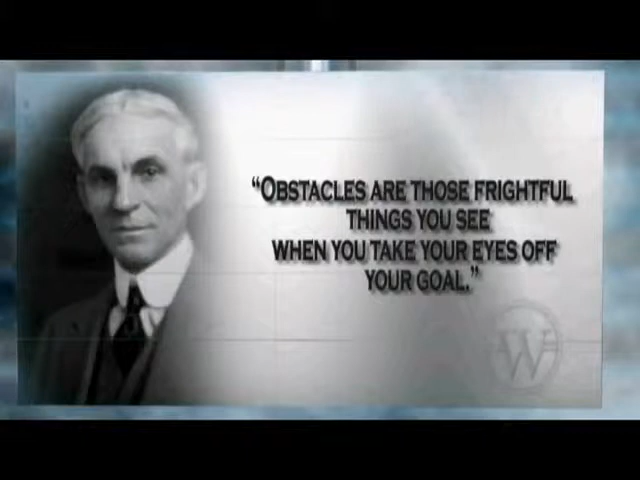 “OBSTACLES ARE THOSE FRIGHTFUL
THINGS YOU SEE
WHEN YOU TAKE YOUR EYES OFF
YOUR GOAL.”
W